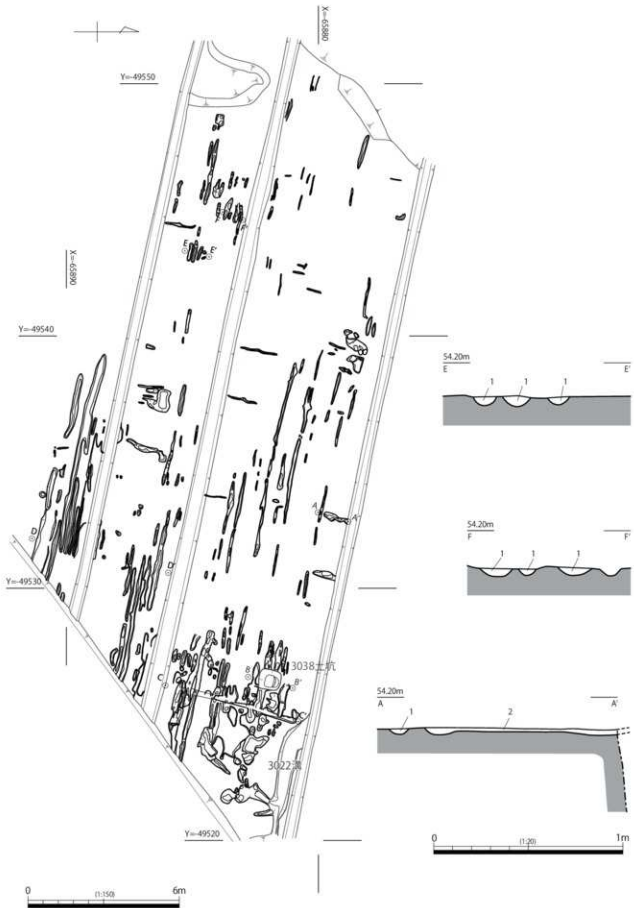 X=-65880
Y=-49550
X=-65890
E E'
Y=-49540
54.20m
E E'
1 1 1
A A'
D
54.20m
F F'
1 1 1
D'
Y=-49530
B 3038土坑
B'
C
54.20m
A A'
1 2
3022溝
Y=-49520
0 (1:20) 1m
0 (1:150) 6m